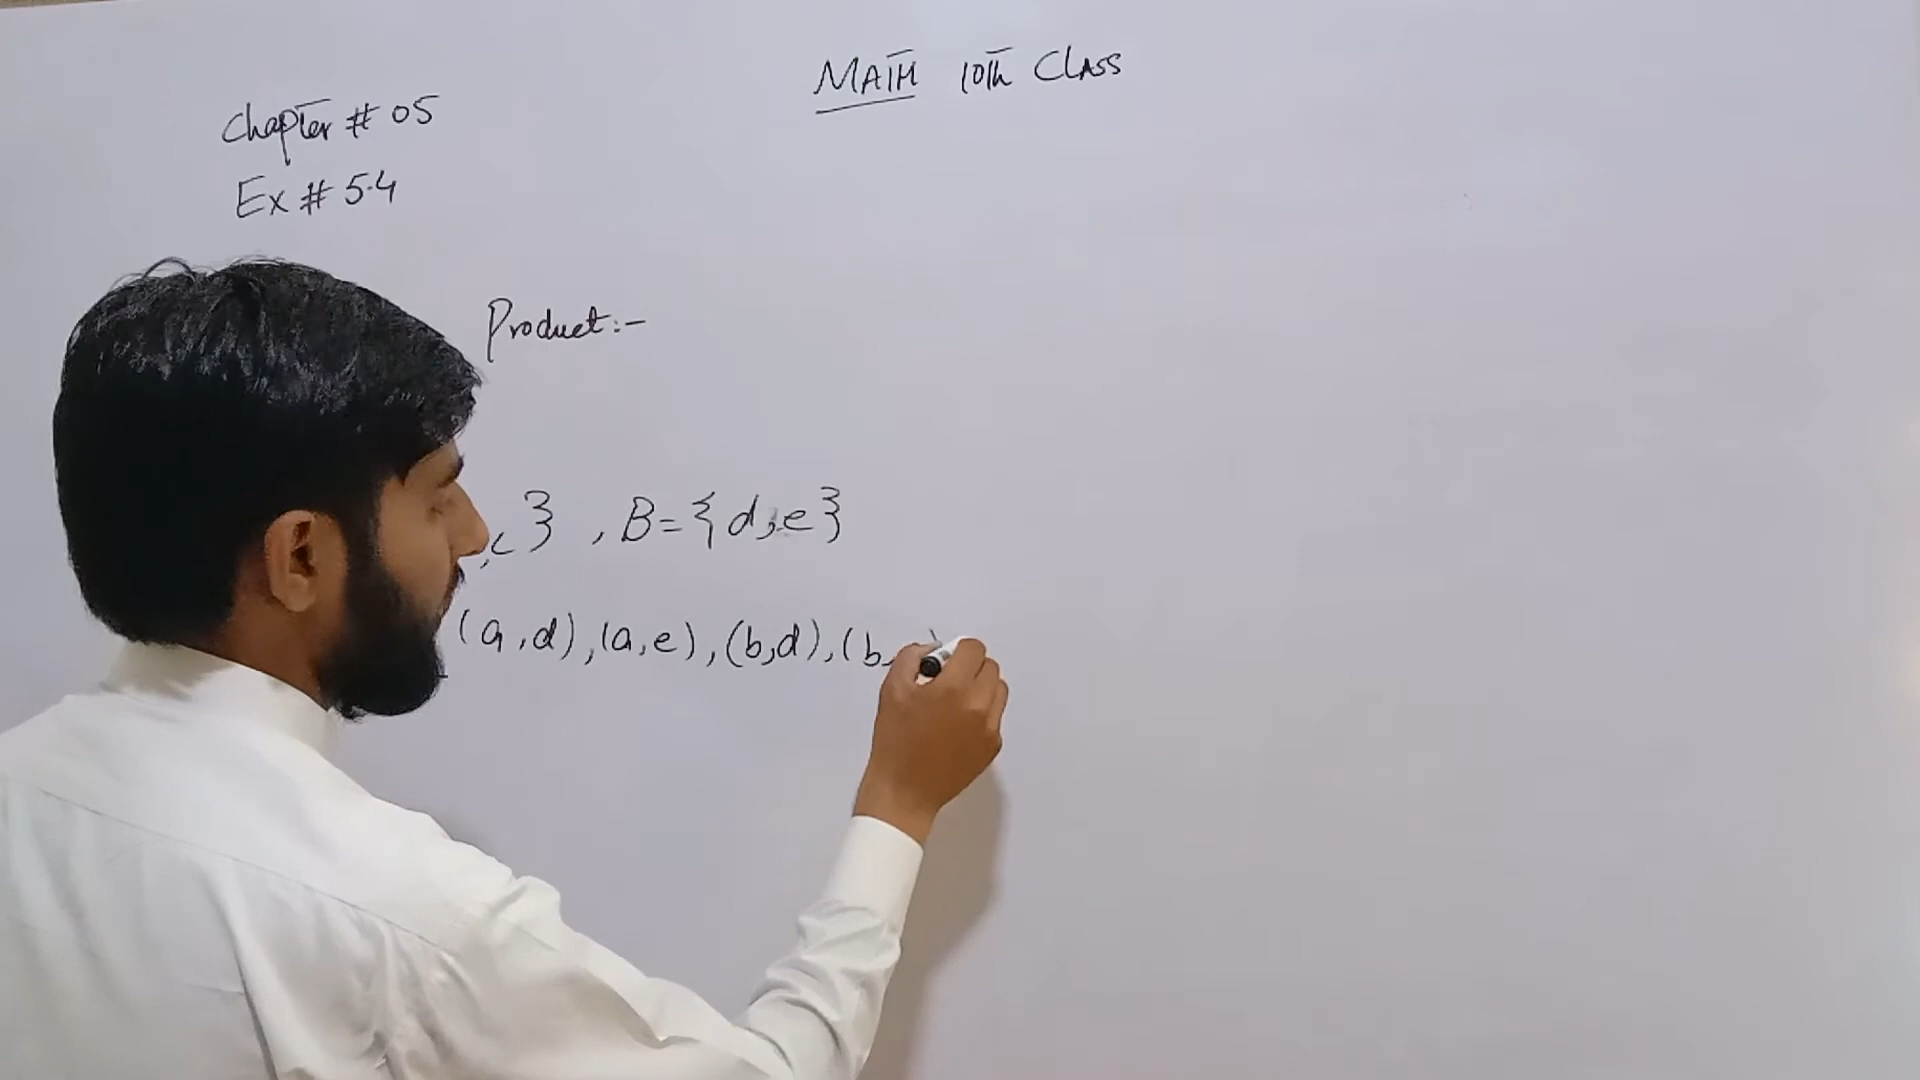 MATH 10th Class
Chapter # 05
Ex # 5.4
Product:-
,c} , B={d,e}
(a,d),(a,e),(b,d),(b,